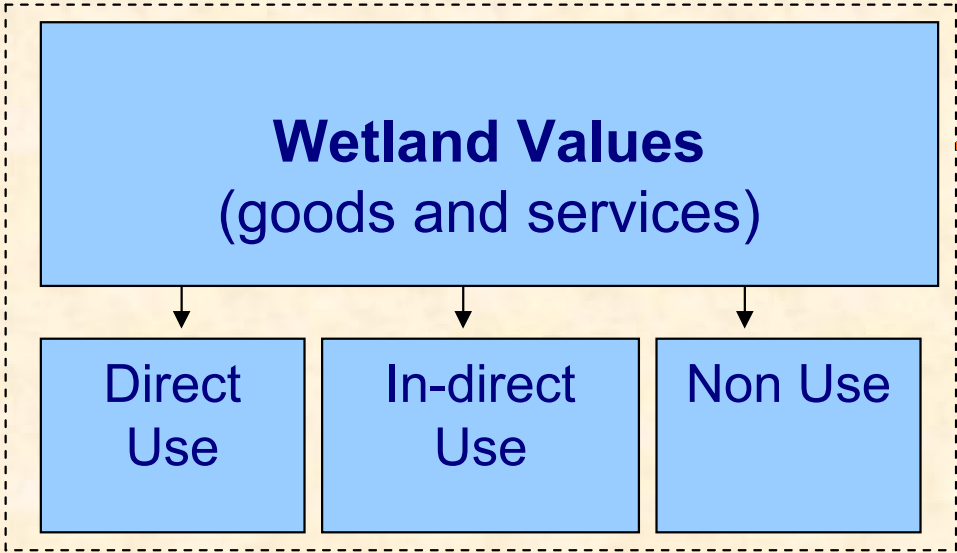 Wetland Values
(goods and services)
Direct
Use
In-direct
Use
Non Use